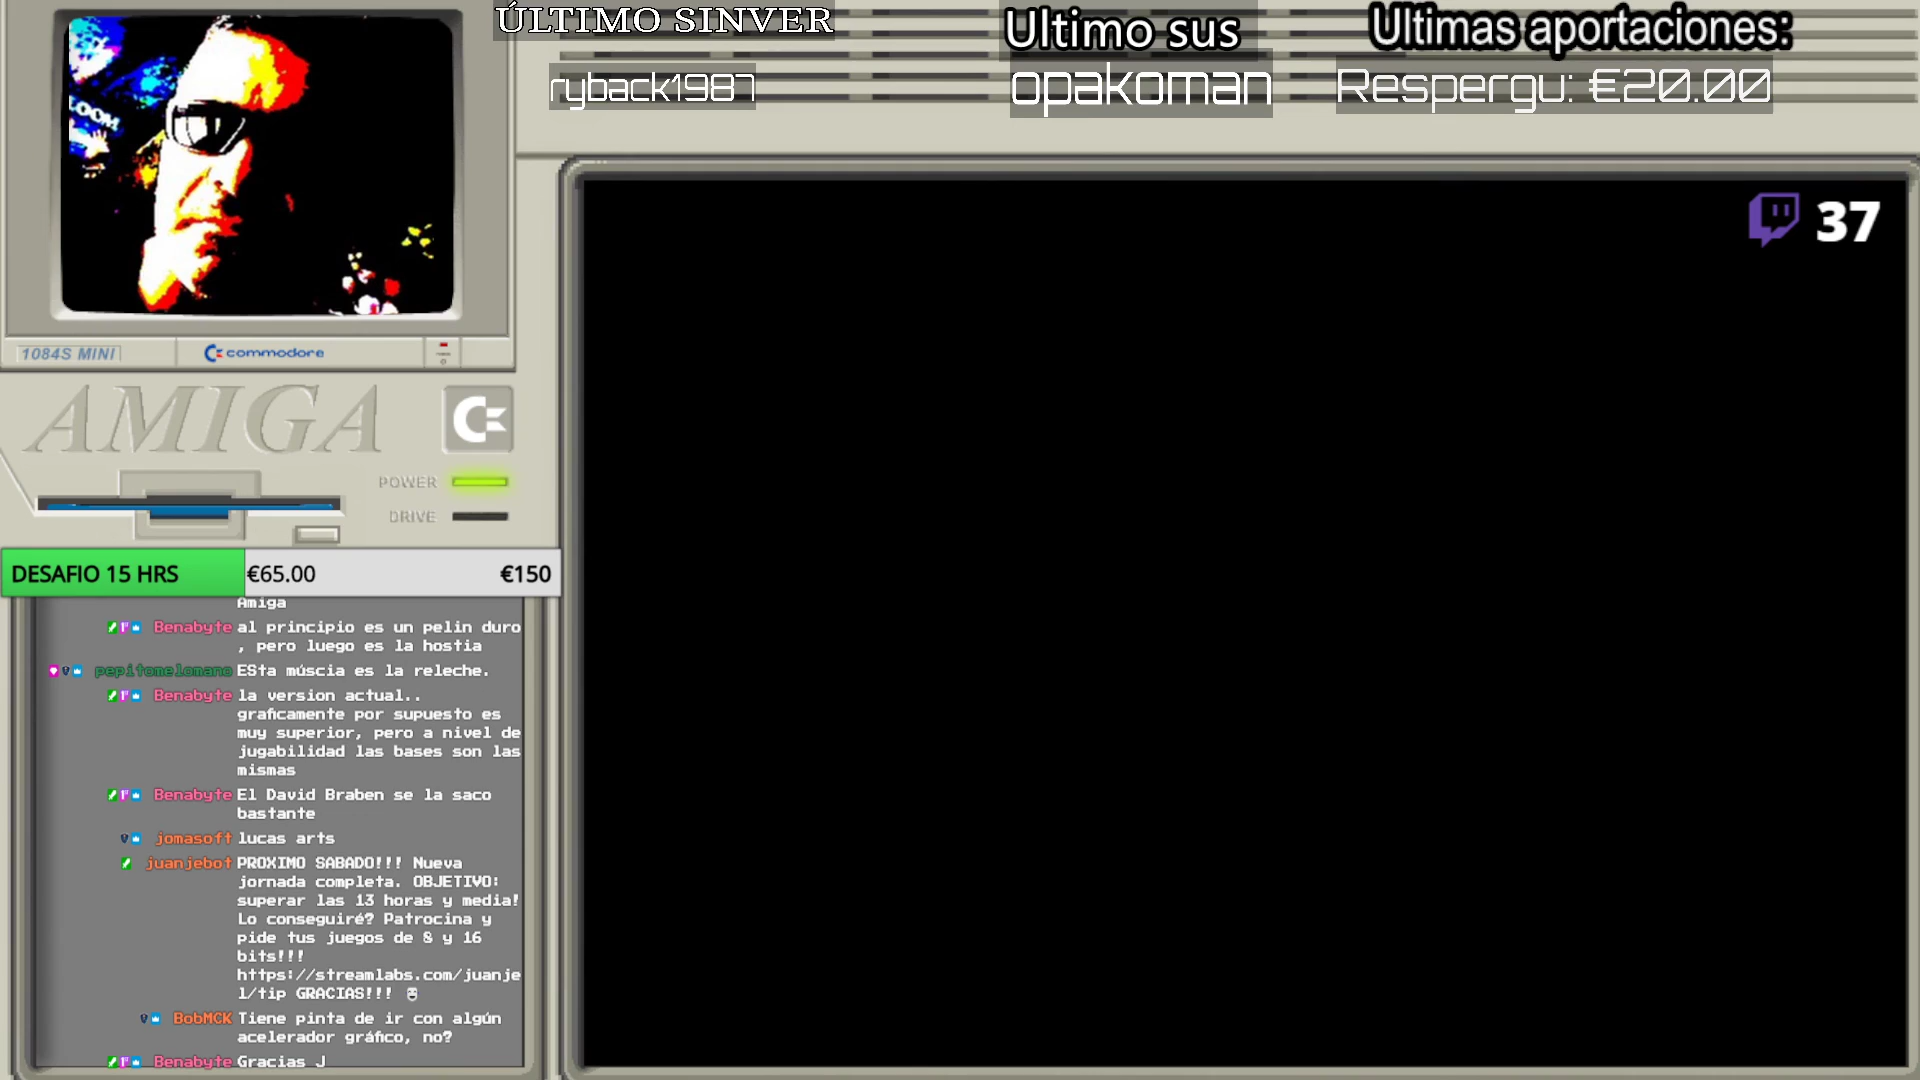 ÚLTIMO SINVER
ryback1987
Ultimo sus
opakoman
Ultimas aportaciones:
Respergu: €20.00
37
LOOM
1084S MINI
commodore
AMIGA
POWER
DRIVE
DESAFIO 15 HRS €65.00 €150
Amiga
Benabyte al principio es un pelin duro
, pero luego es la hostia
pepitomelomano ESta múscia es la releche.
Benabyte la version actual..
graficamente por supuesto es
muy superior, pero a nivel de
jugabilidad las bases son las
mismas
Benabyte El David Braben se la saco
bastante
jomasoft lucas arts
juanjebot PROXIMO SABADO!!! Nueva
jornada completa. OBJETIVO:
superar las 13 horas y media!
Lo conseguiré? Patrocina y
pide tus juegos de 8 y 16
bits!!!
https://streamlabs.com/juanje
l/tip GRACIAS!!!
BobMCK Tiene pinta de ir con algún
acelerador gráfico, no?
Benabyte Gracias J